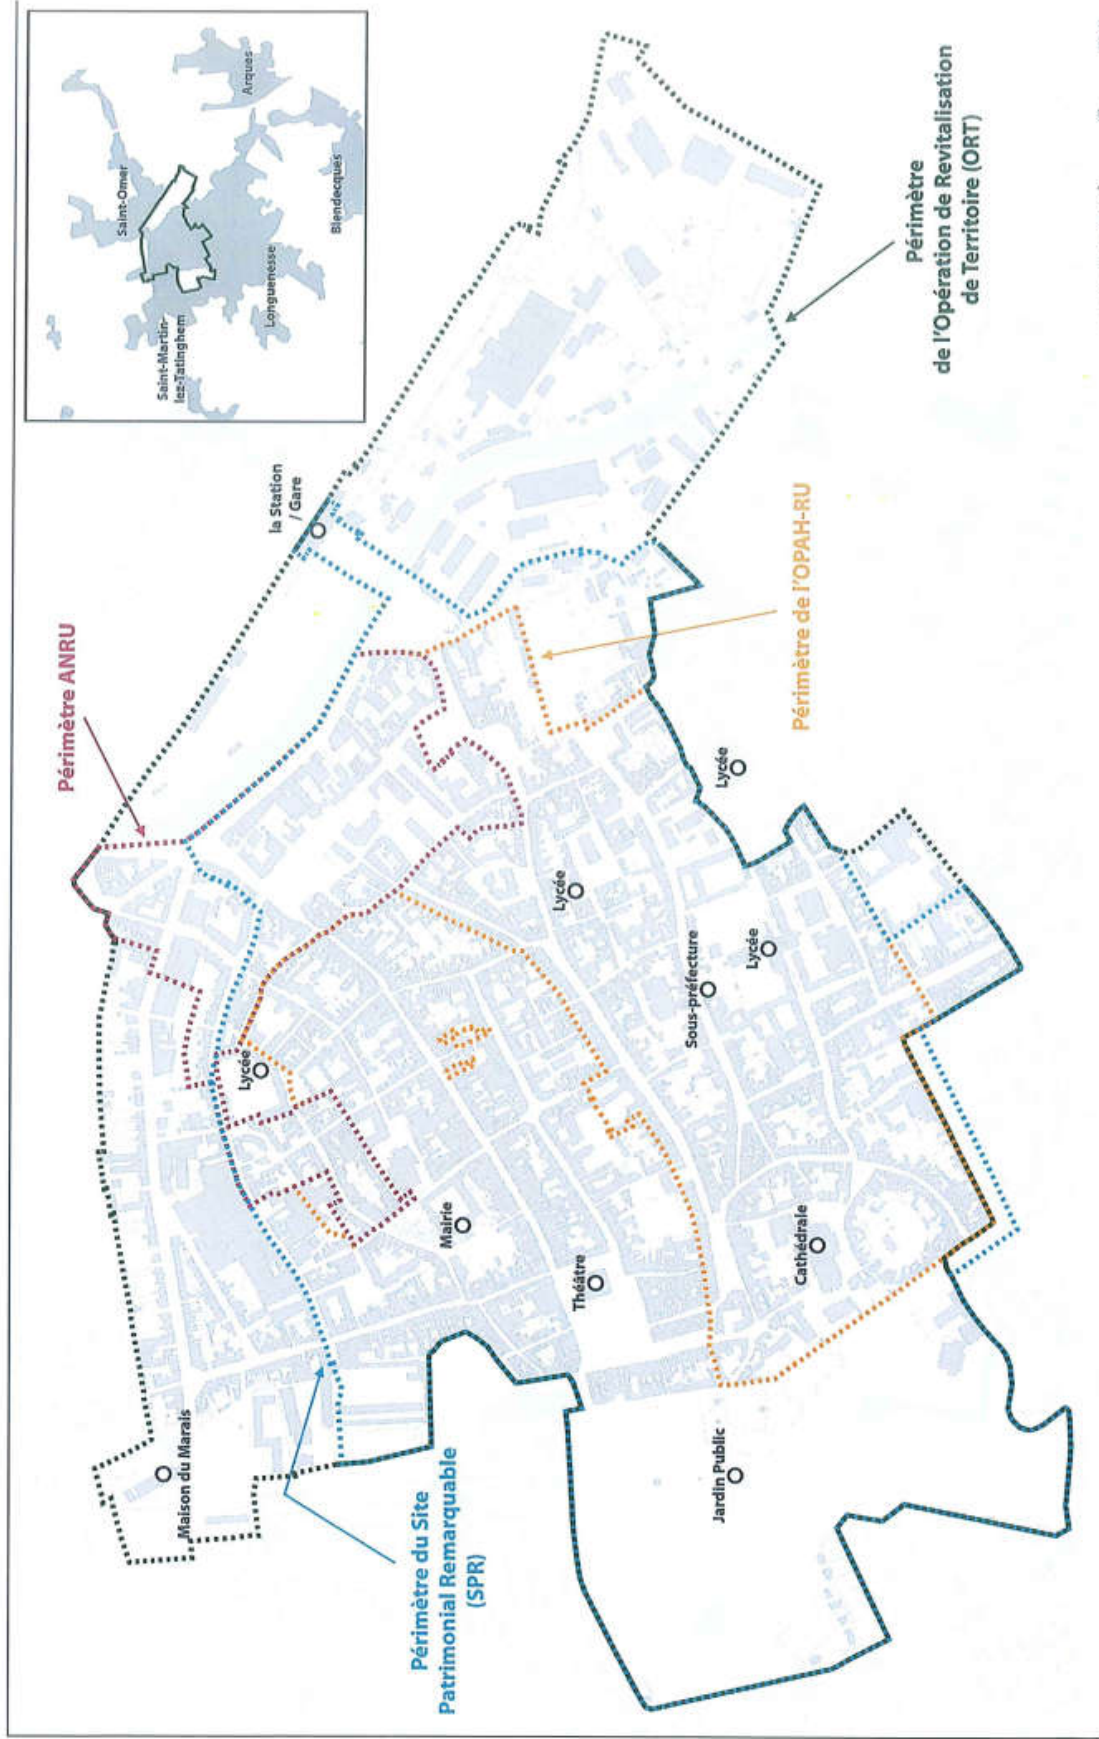 Saint-Omer
Arques
Saint-Martin-
lez-Tatinghem
Longuenesse
Blendecques
la Station
/ Gare
Périmètre ANRU
Périmètre
de l'Opération de Revitalisation
de Territoire (ORT)
Périmètre de l'OPAH-RU
Maison du Marais
Lycée
Périmètre du Site
Patrimonial Remarquable
(SPR)
Mairie
Théâtre
Lycée
Lycée
Sous-préfecture
Lycée
Jardin Public
Cathédrale